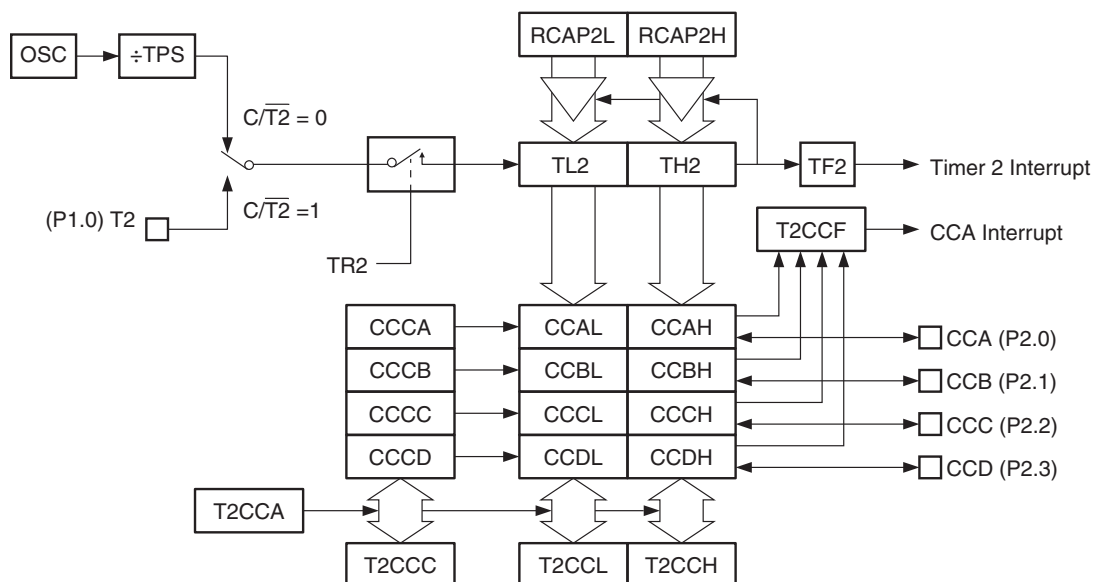 RCAP2L RCAP2H
OSC ÷TPS
C/T̅2̅ = 0
TL2 TH2 TF2 Timer 2 Interrupt
C/T̅2̅ =1
(P1.0) T2
T2CCF CCA Interrupt
TR2
CCCA CCAL CCAH CCA (P2.0)
CCCB CCBL CCBH CCB (P2.1)
CCCC CCCL CCCH CCC (P2.2)
CCCD CCDL CCDH CCD (P2.3)
T2CCA
T2CCC T2CCL T2CCH